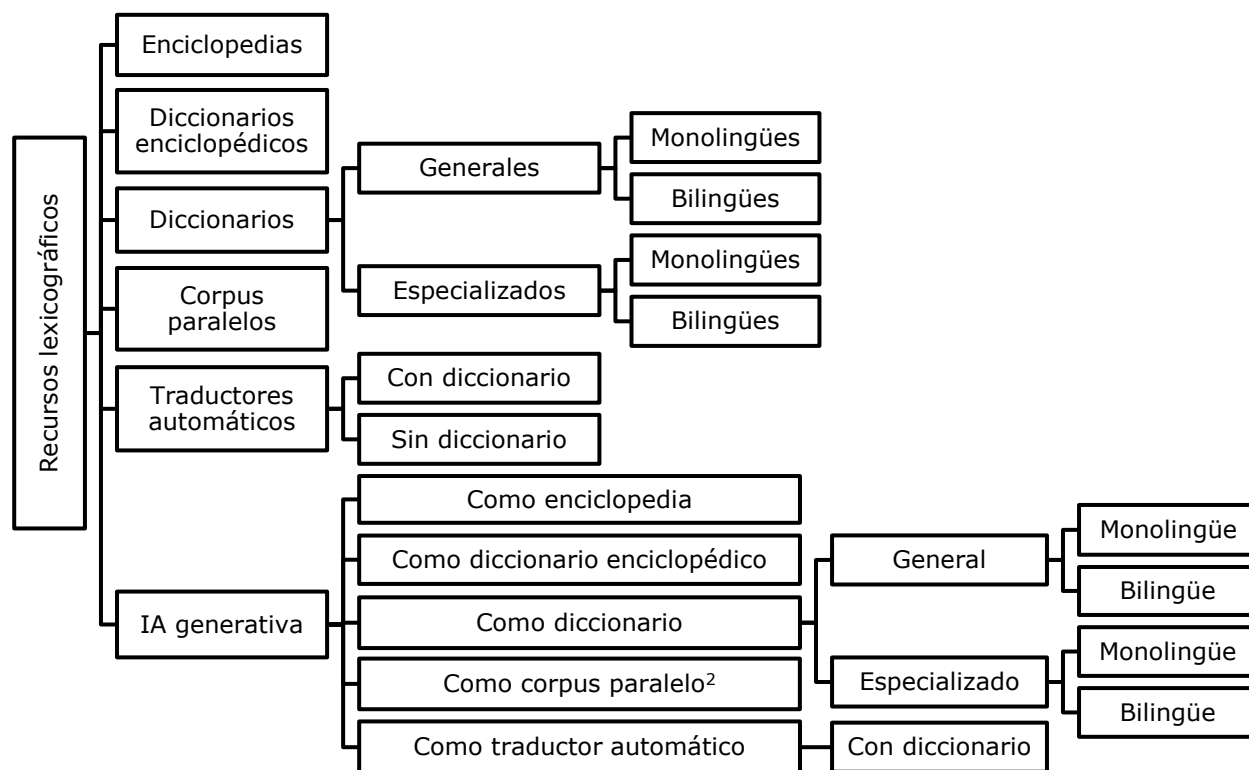 Recursos lexicográficos
Enciclopedias
Diccionarios
enciclopédicos
Diccionarios
Generales
Monolingües
Bilingües
Especializados
Monolingües
Bilingües
Corpus
paralelos
Traductores
automáticos
Con diccionario
Sin diccionario
IA generativa
Como enciclopedia
Como diccionario enciclopédico
Como diccionario
General
Monolingüe
Bilingüe
Especializado
Monolingüe
Bilingüe
Como corpus paralelo²
Como traductor automático
Con diccionario